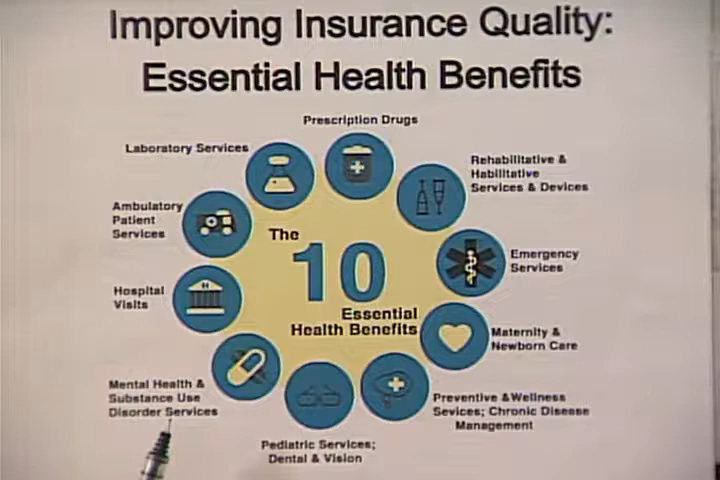 Improving Insurance Quality:
Essential Health Benefits
Prescription Drugs
Laboratory Services
Rehabilitative &
Habilitative
Services & Devices
Ambulatory
Patient
Services
The
10
Essential
Health Benefits
Emergency
Services
Hospital
Visits
H
Maternity &
Newborn Care
Mental Health &
Substance Use
Disorder Services
Preventive &Wellness
Sevices; Chronic Disease
Management
Pediatric Services;
Dental & Vision